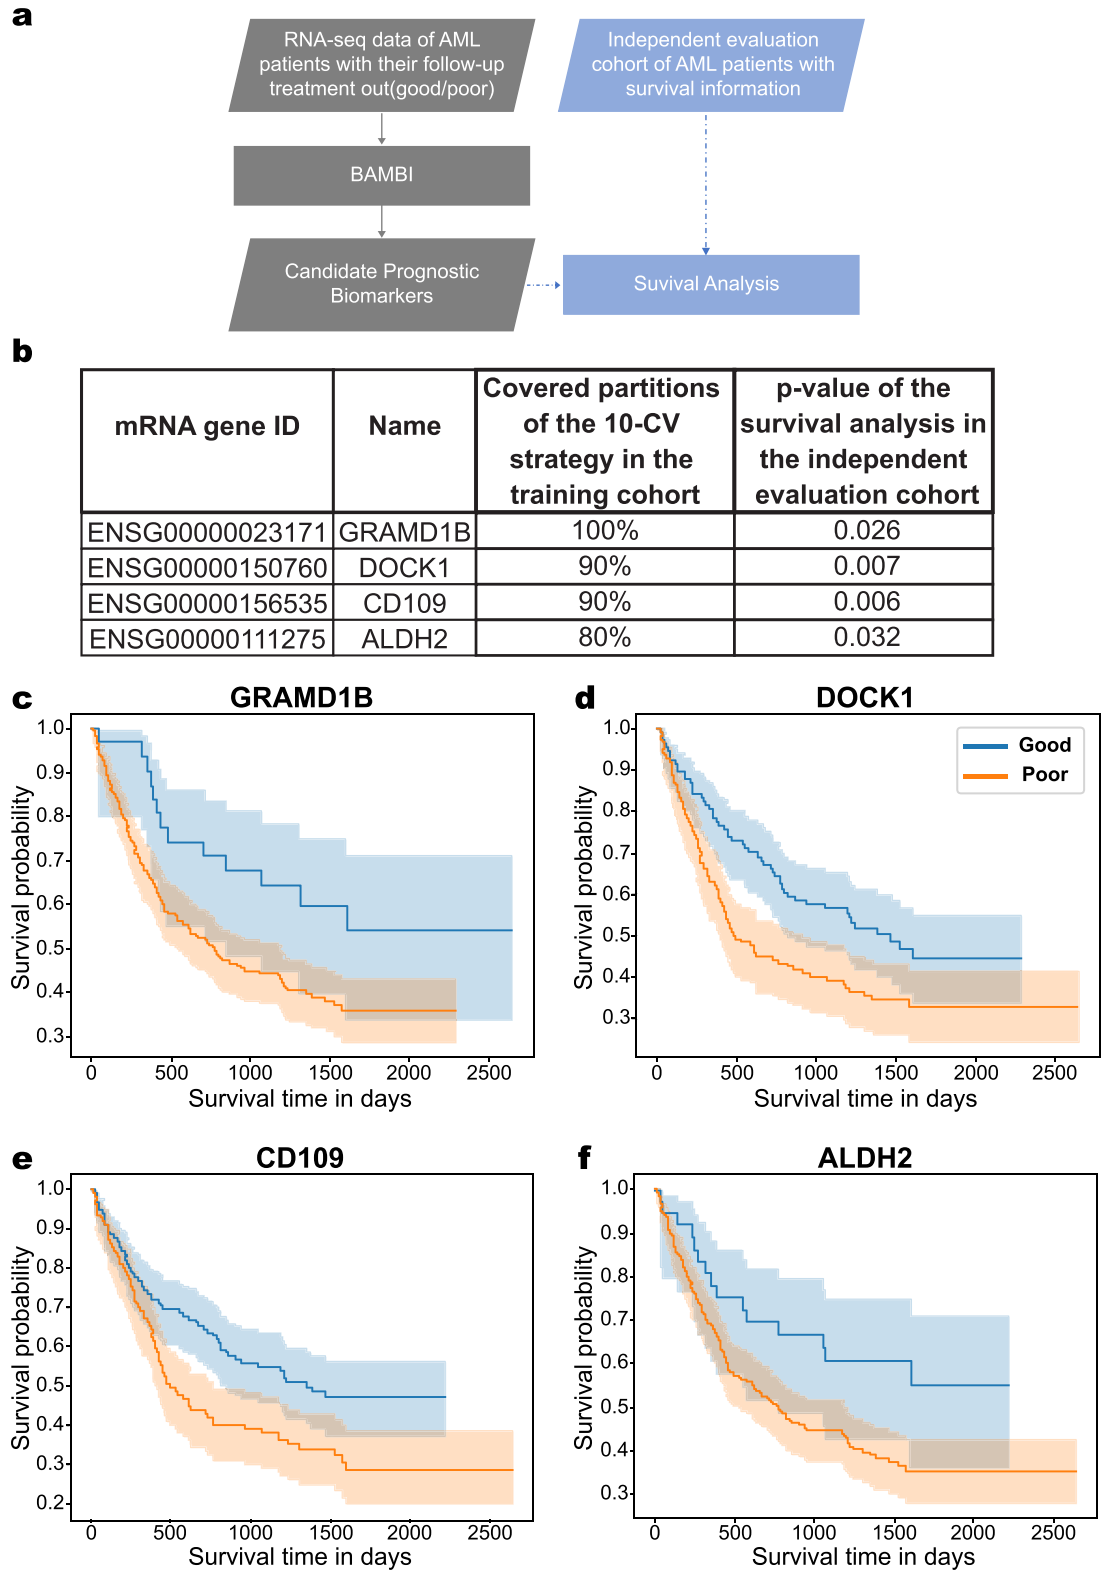 a
RNA-seq data of AML
patients with their follow-up
treatment out(good/poor)
Independent evaluation
cohort of AML patients with
survival information
BAMBI
Candidate Prognostic
Biomarkers
Suvival Analysis
b
mRNA gene ID
Name
Covered partitions
of the 10-CV
strategy in the
training cohort
p-value of the
survival analysis in
the independent
evaluation cohort
ENSG00000023171 GRAMD1B 100% 0.026
ENSG00000150760 DOCK1 90% 0.007
ENSG00000156535 CD109 90% 0.006
ENSG00000111275 ALDH2 80% 0.032
c
GRAMD1B
Survival probability
1.0
0.9
0.8
0.7
0.6
0.5
0.4
0.3
0 500 1000 1500 2000 2500
Survival time in days
d
DOCK1
Good
Poor
Survival probability
1.0
0.9
0.8
0.7
0.6
0.5
0.4
0.3
0 500 1000 1500 2000 2500
Survival time in days
e
CD109
Survival probability
1.0
0.9
0.8
0.7
0.6
0.5
0.4
0.3
0.2
0 500 1000 1500 2000 2500
Survival time in days
f
ALDH2
Survival probability
1.0
0.9
0.8
0.7
0.6
0.5
0.4
0.3
0 500 1000 1500 2000 2500
Survival time in days